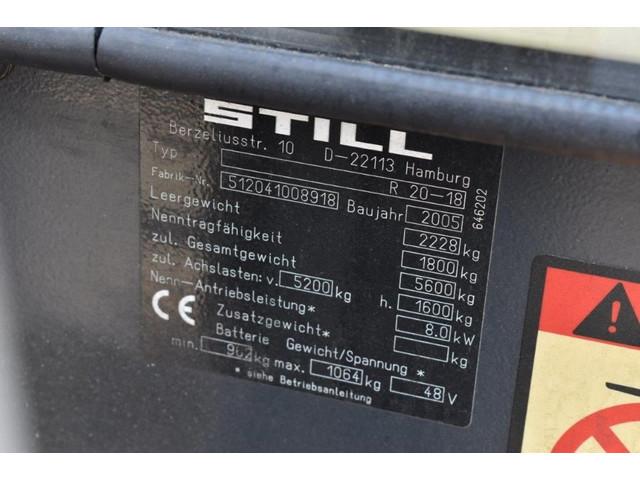 STILL
Berzeliusstr. 10 D-22113 Hamburg
Typ R 20-18
Fabrik-Nr. 512041008918 Baujahr 2005
Leergewicht 2228 kg
Nenntragfähigkeit 1800 kg
zul. Gesamtgewicht 5600 kg
zul. Achslasten: v. 5200 kg h. 1600 kg
Nenn-Antriebsleistung* 8.0 kW
CE Zusatzgewicht* kg
Batterie Gewicht/Spannung *
min. kg max. 1064 kg 48 V
* siehe Betriebsanleitung
646202